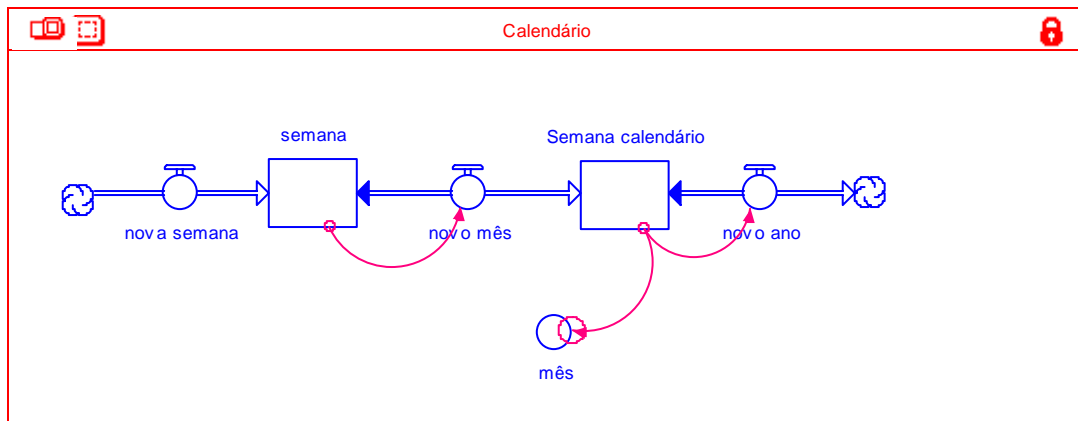 Calendário
semana
Semana calendário
nova semana
novo mês
novo ano
mês